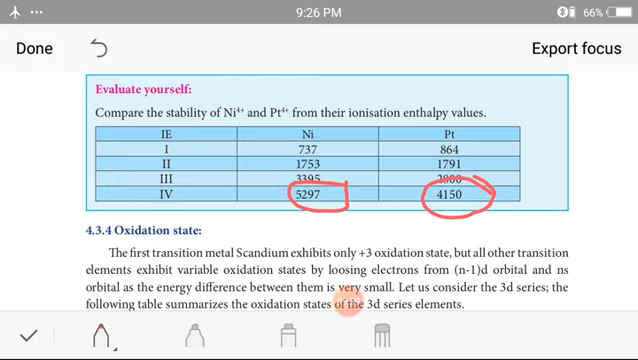 9:26 PM
66%
Done
Export focus
Evaluate yourself:
Compare the stability of Ni⁴⁺ and Pt⁴⁺ from their ionisation enthalpy values.
IE Ni Pt
I 737 864
II 1753 1791
III 3395 2800
IV 5297 4150
4.3.4 Oxidation state:
The first transition metal Scandium exhibits only +3 oxidation state, but all other transition
elements exhibit variable oxidation states by loosing electrons from (n-1)d orbital and ns
orbital as the energy difference between them is very small. Let us consider the 3d series; the
following table summarizes the oxidation states of the 3d series elements.